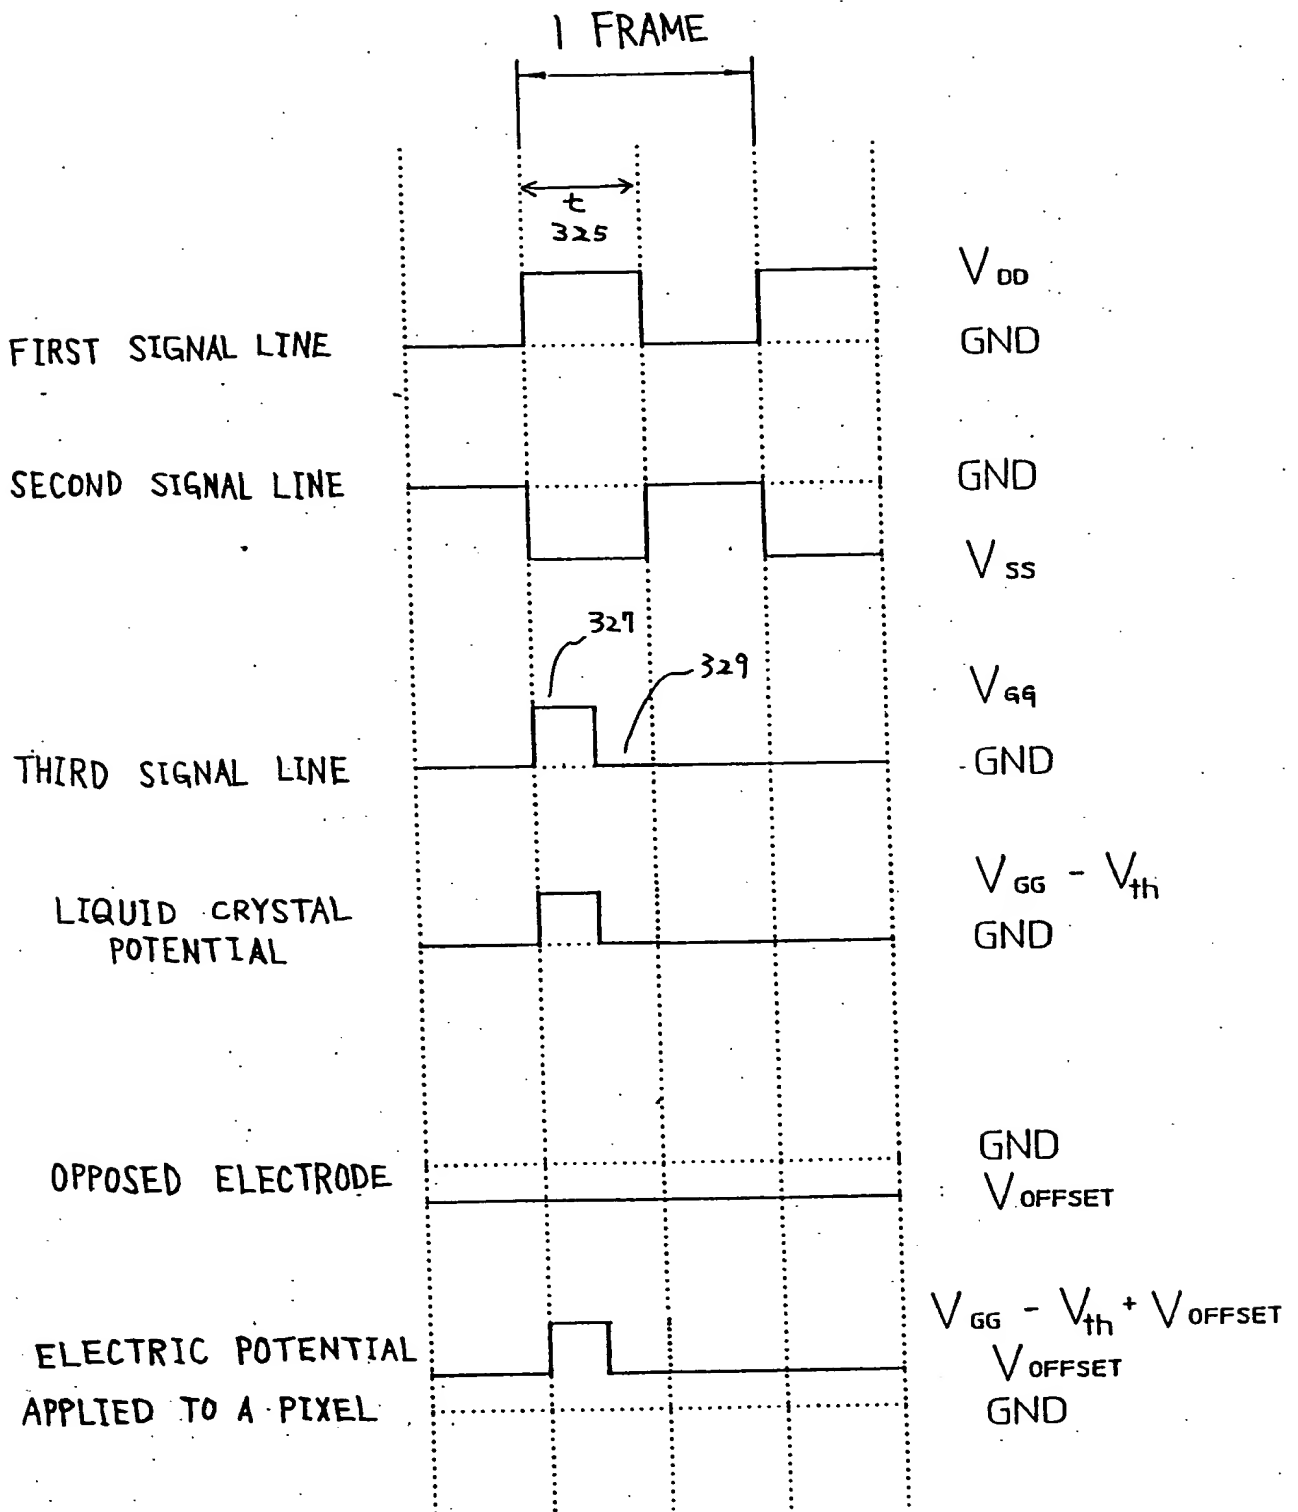 1 FRAME
t
325
V DD
FIRST SIGNAL LINE GND
SECOND SIGNAL LINE GND
V SS
327
329
V GG
THIRD SIGNAL LINE GND
V GG - V th
LIQUID CRYSTAL
POTENTIAL
GND
GND
OPPOSED ELECTRODE
V OFFSET
V GG - V th + V OFFSET
ELECTRIC POTENTIAL
V OFFSET
APPLIED TO A PIXEL GND